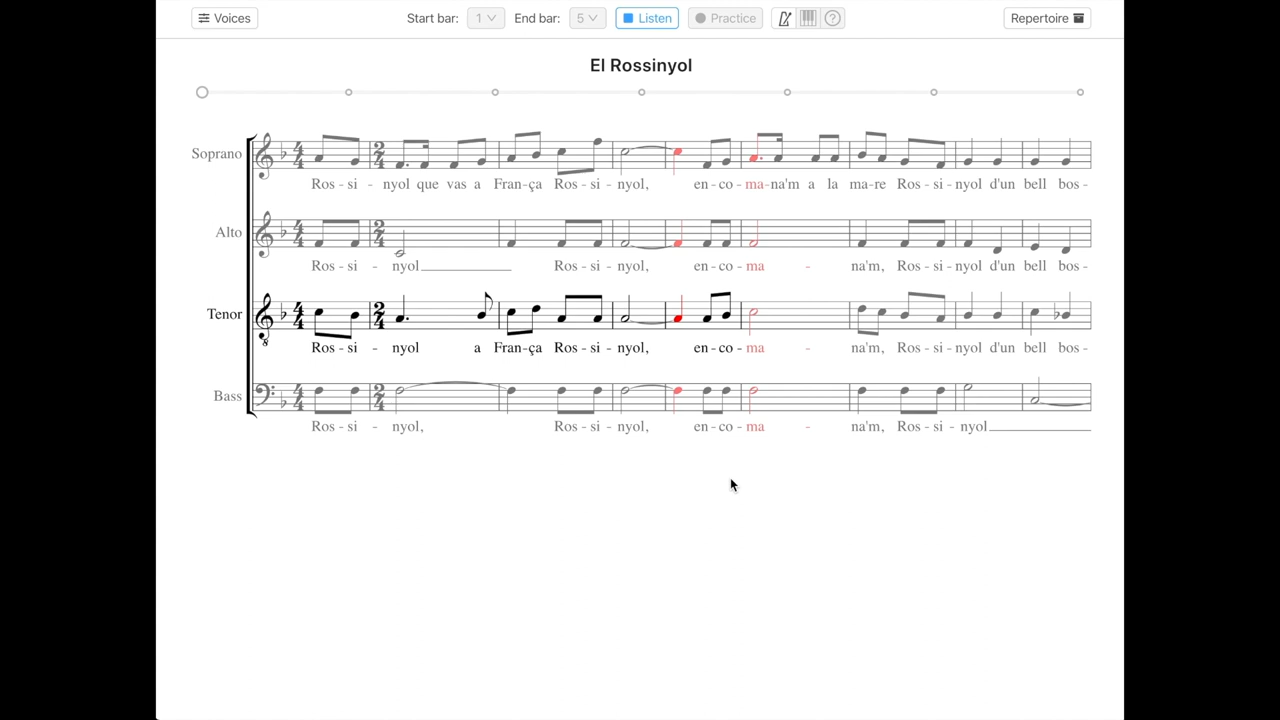 Voices Start bar: 1 End bar: 5 Listen Practice ? Repertoire
El Rossinyol
Soprano
Ros - si - nyol que vas a Fran-ça Ros - si - nyol, en - co - ma-na'm a la ma-re Ros - si - nyol d'un bell bos -
Alto
Ros - si - nyol Ros - si - nyol, en - co - ma - na'm, Ros - si - nyol d'un bell bos -
Tenor
8
Ros - si - nyol a Fran-ça Ros - si - nyol, en - co - ma - na'm, Ros - si - nyol d'un bell bos -
Bass
Ros - si - nyol, Ros - si - nyol, en - co - ma - na'm, Ros - si - nyol